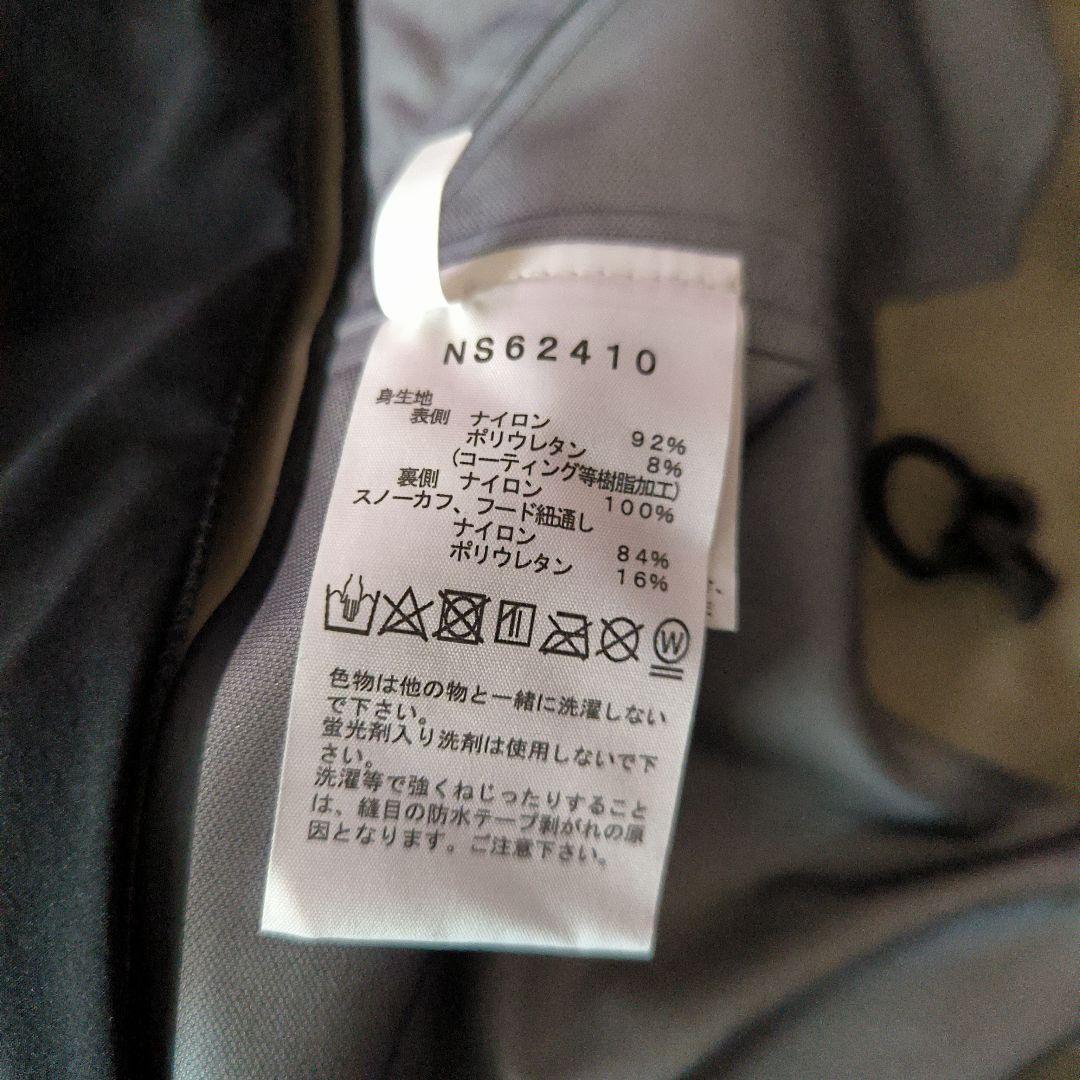 NS62410
身生地
表側 ナイロン 92%
ポリウレタン 8%
(コーティング等樹脂加工)
裏側 ナイロン 100%
スノーカフ、フード紐通し
ナイロン 84%
ポリウレタン 16%
W
色物は他の物と一緒に洗濯しない
で下さい。
蛍光剤入り洗剤は使用しないで下
さい。
洗濯等で強くねじったりすること
は、縫目の防水テープ剥がれの原
因となります。ご注意下さい。